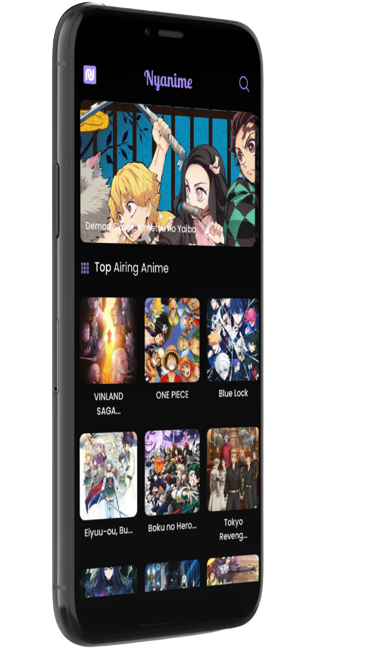 Nyanime
Demon Slayer: Kimetsu no Yaiba
Top Airing Anime
VINLAND
SAGA...
ONE PIECE
Blue Lock
Eiyuu-ou, Bu...
Boku no Hero...
Tokyo
Reveng...